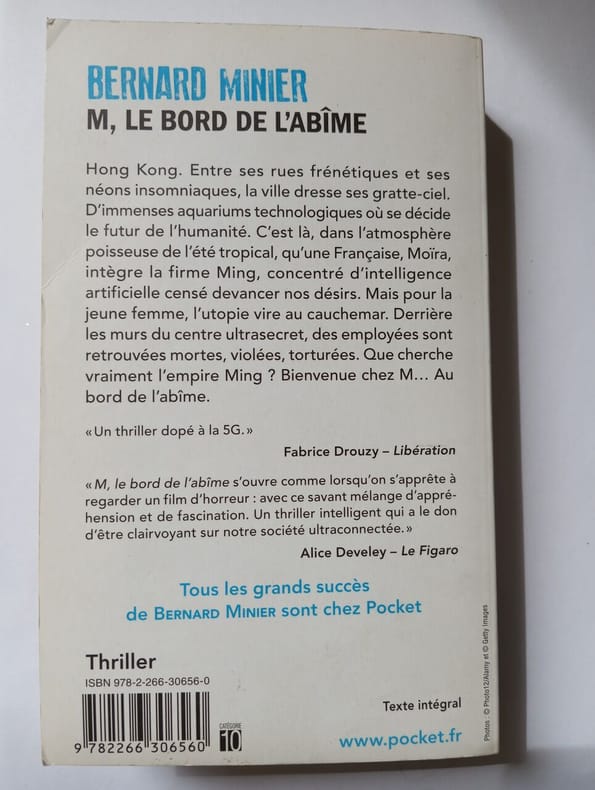 BERNARD MINIER
M, LE BORD DE L'ABÎME
Hong Kong. Entre ses rues frénétiques et ses
néons insomniaques, la ville dresse ses gratte-ciel.
D'immenses aquariums technologiques où se décide
le futur de l'humanité. C'est là, dans l'atmosphère
poisseuse de l'été tropical, qu'une Française, Moïra,
intègre la firme Ming, concentré d'intelligence
artificielle censé devancer nos désirs. Mais pour la
jeune femme, l'utopie vire au cauchemar. Derrière
les murs du centre ultrasecret, des employées sont
retrouvées mortes, violées, torturées. Que cherche
vraiment l'empire Ming ? Bienvenue chez M... Au
bord de l'abîme.
« Un thriller dopé à la 5G. »
Fabrice Drouzy – Libération
« M, le bord de l'abîme s'ouvre comme lorsqu'on s'apprête à
regarder un film d'horreur : avec ce savant mélange d'appré-
hension et de fascination. Un thriller intelligent qui a le don
d'être clairvoyant sur notre société ultraconnectée. »
Alice Develey – Le Figaro
Tous les grands succès
de BERNARD MINIER sont chez Pocket
Thriller
ISBN 978-2-266-30656-0
9 782266 306560
CATÉGORIE
10
Texte intégral
www.pocket.fr
Photos : © Photo12/Alamy et © Getty Images